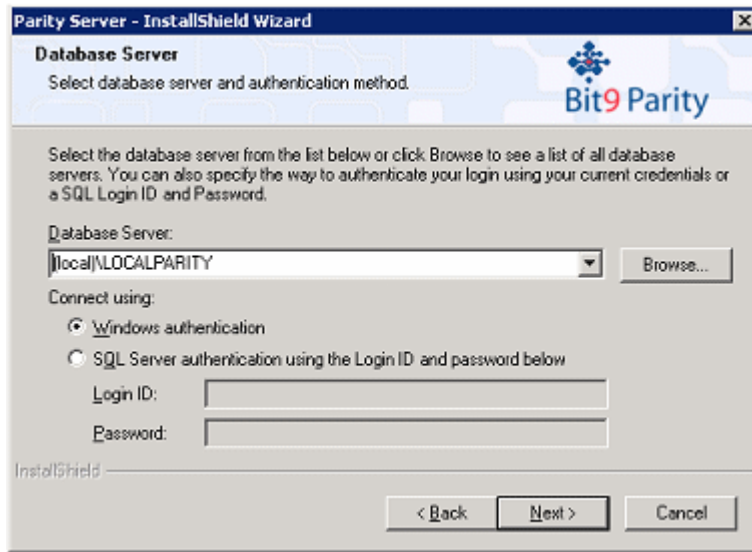 Parity Server - InstallShield Wizard
Database Server
Select database server and authentication method.
Bit9 Parity
Select the database server from the list below or click Browse to see a list of all database
servers. You can also specify the way to authenticate your login using your current credentials or
a SQL Login ID and Password.
Database Server:
(local)\LOCALPARITY
Browse...
Connect using:
Windows authentication
SQL Server authentication using the Login ID and password below
Login ID:
Password:
InstallShield
< Back
Next >
Cancel